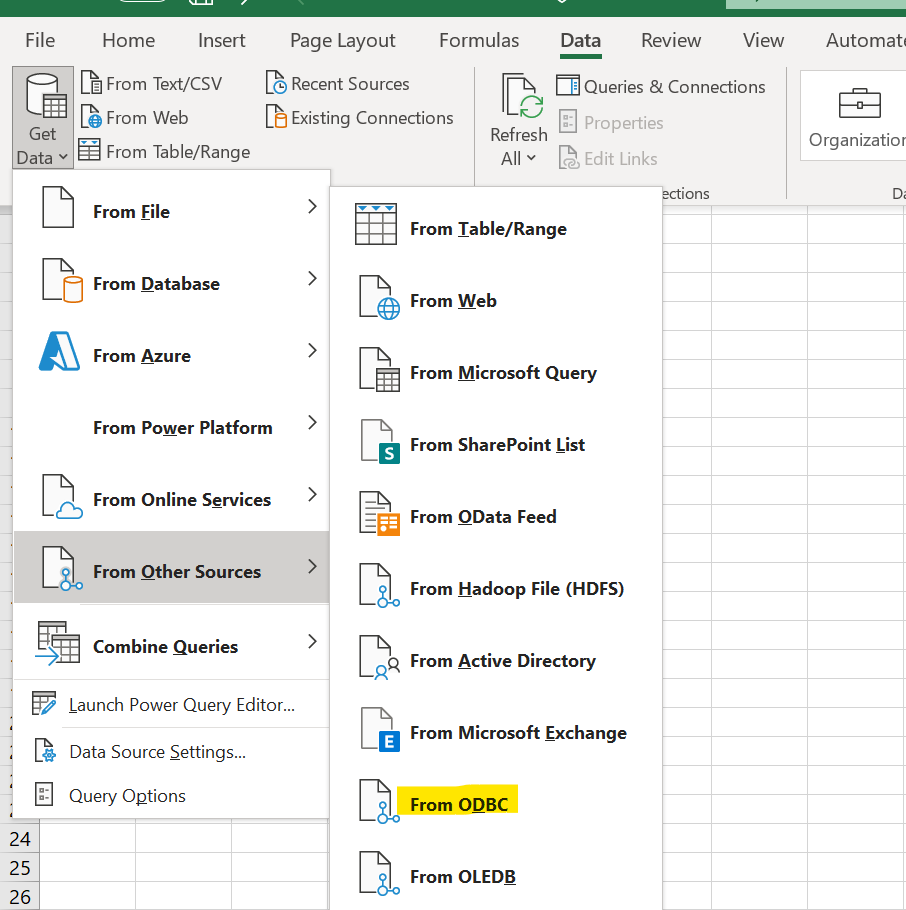 File Home Insert Page Layout Formulas Data Review View Automate
Get Data
From Text/CSV
From Web
From Table/Range
Recent Sources
Existing Connections
Refresh All
Queries & Connections
Properties
Edit Links
Organization
From File
From Database
From Azure
From Power Platform
From Online Services
From Other Sources
Combine Queries
Launch Power Query Editor...
Data Source Settings...
Query Options
From Table/Range
From Web
From Microsoft Query
From SharePoint List
S
From OData Feed
From Hadoop File (HDFS)
From Active Directory
From Microsoft Exchange
E
From ODBC
From OLEDB
24
25
26